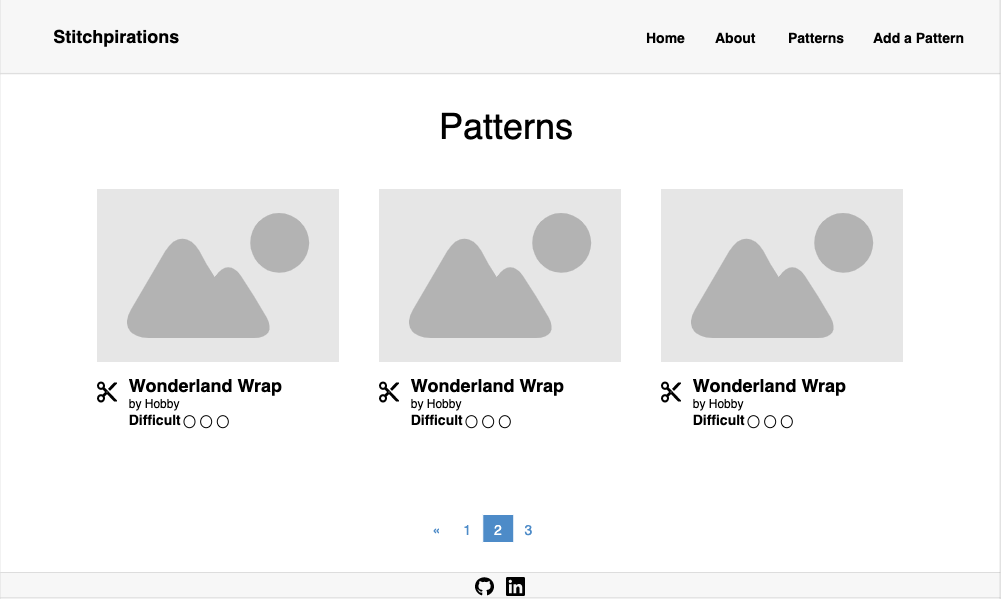 Stitchpirations
Home About Patterns Add a Pattern
Patterns
Wonderland Wrap
by Hobby
Difficult
Wonderland Wrap
by Hobby
Difficult
Wonderland Wrap
by Hobby
Difficult
« 1 2 3
in